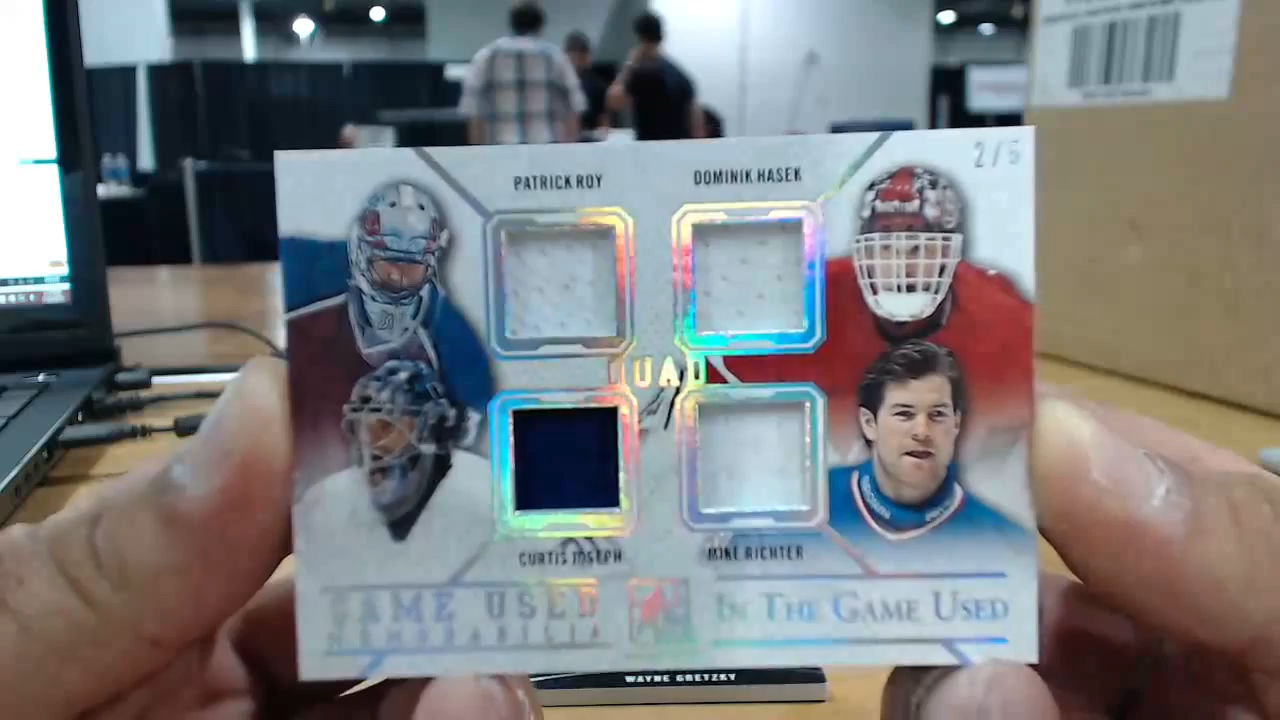 2/5
PATRICK ROY
DOMINIK HASEK
QUAD
CURTIS JOSEPH
MIKE RICHTER
GAME USED
MEMORABILIA
IN THE GAME USED
WAYNE GRETZKY